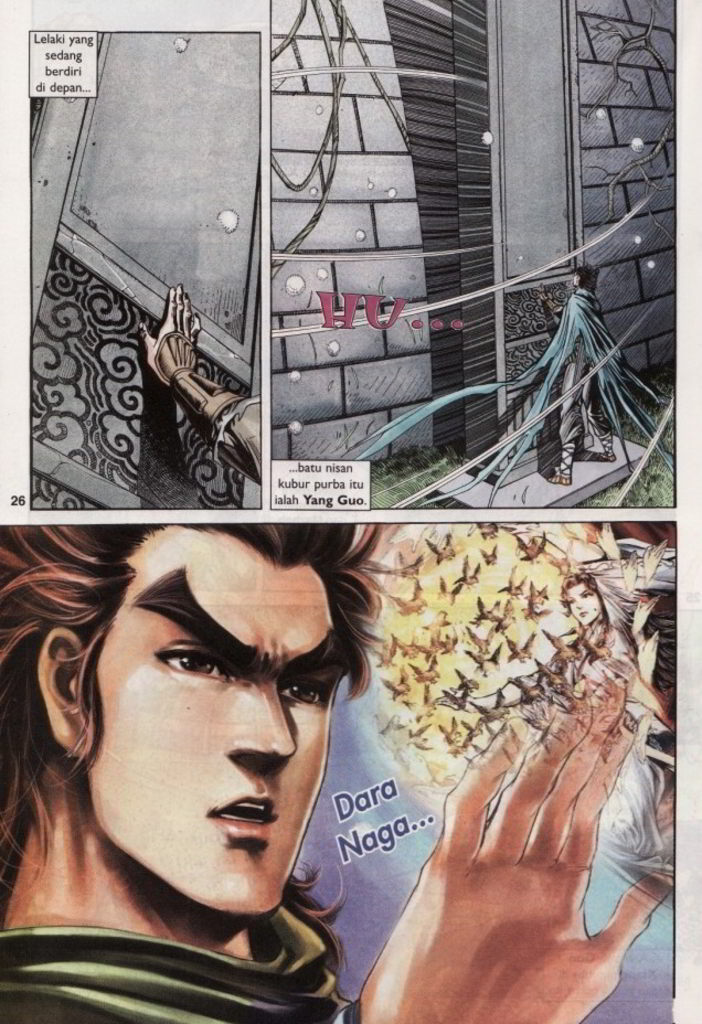 Lelaki yang
sedang
berdiri
di depan...
HU...
...batu nisan
kubur purba itu
ialah Yang Guo.
26
Dara
Naga...